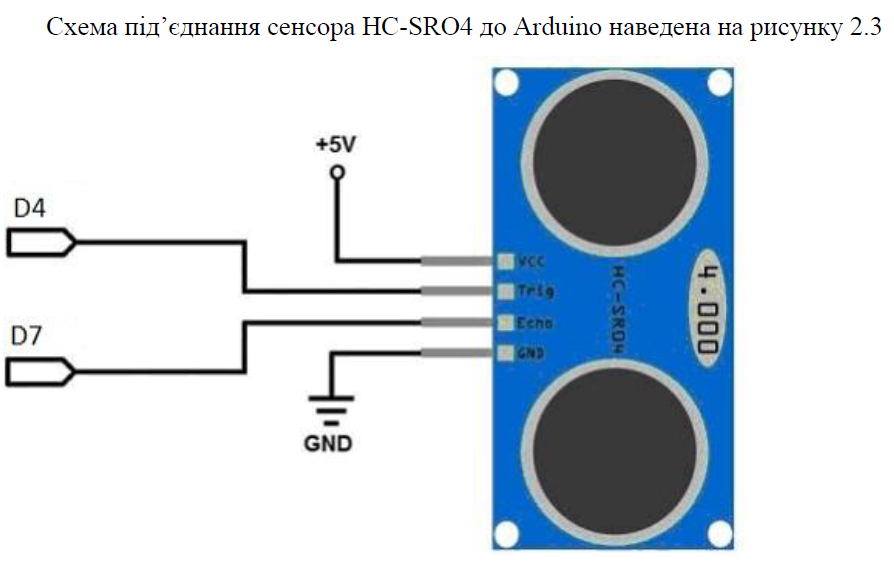 Схема під’єднання сенсора HC-SRO4 до Arduino наведена на рисунку 2.3
+5V
D4
VCC
Trig
HC-SR04
4.000
D7
Echo
GND
GND